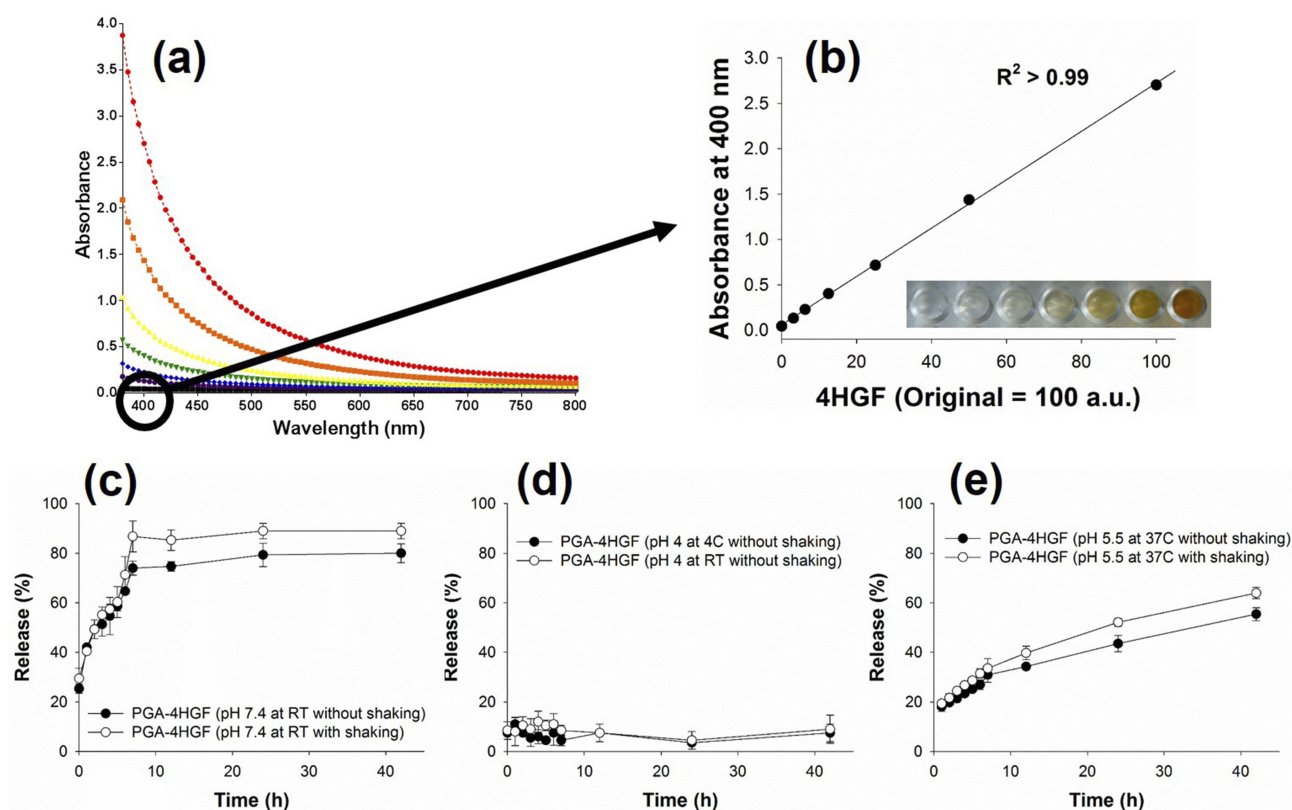 (a)
4.0
3.5
3.0
2.5
2.0
1.5
1.0
0.5
0.0
Absorbance
400 450 500 550 600 650 700 750 800
Wavelength (nm)
(b)
R² > 0.99
3.0
2.5
2.0
1.5
1.0
0.5
0.0
Absorbance at 400 nm
0 20 40 60 80 100
4HGF (Original = 100 a.u.)
(c)
100
80
60
40
20
0
Release (%)
PGA-4HGF (pH 7.4 at RT without shaking)
PGA-4HGF (pH 7.4 at RT with shaking)
0 10 20 30 40
Time (h)
(d)
100
80
60
40
20
0
Release (%)
PGA-4HGF (pH 4 at 4C without shaking)
PGA-4HGF (pH 4 at RT without shaking)
0 10 20 30 40
Time (h)
(e)
100
80
60
40
20
0
Release (%)
PGA-4HGF (pH 5.5 at 37C without shaking)
PGA-4HGF (pH 5.5 at 37C with shaking)
0 10 20 30 40
Time (h)